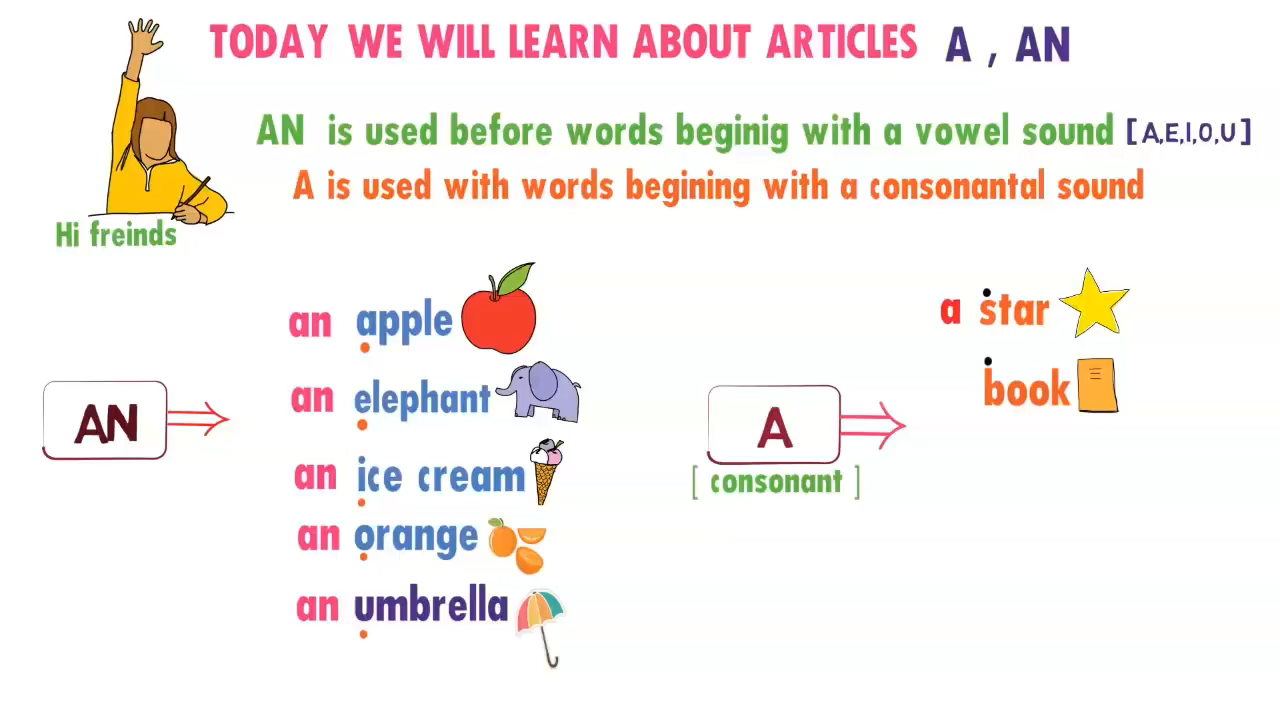 TODAY WE WILL LEARN ABOUT ARTICLES A , AN
AN is used before words beginig with a vowel sound [A,E,I,O,U]
A is used with words begining with a consonantal sound
Hi freinds
AN
an apple
an elephant
an ice cream
an orange
an umbrella
A
[ consonant ]
a star
book